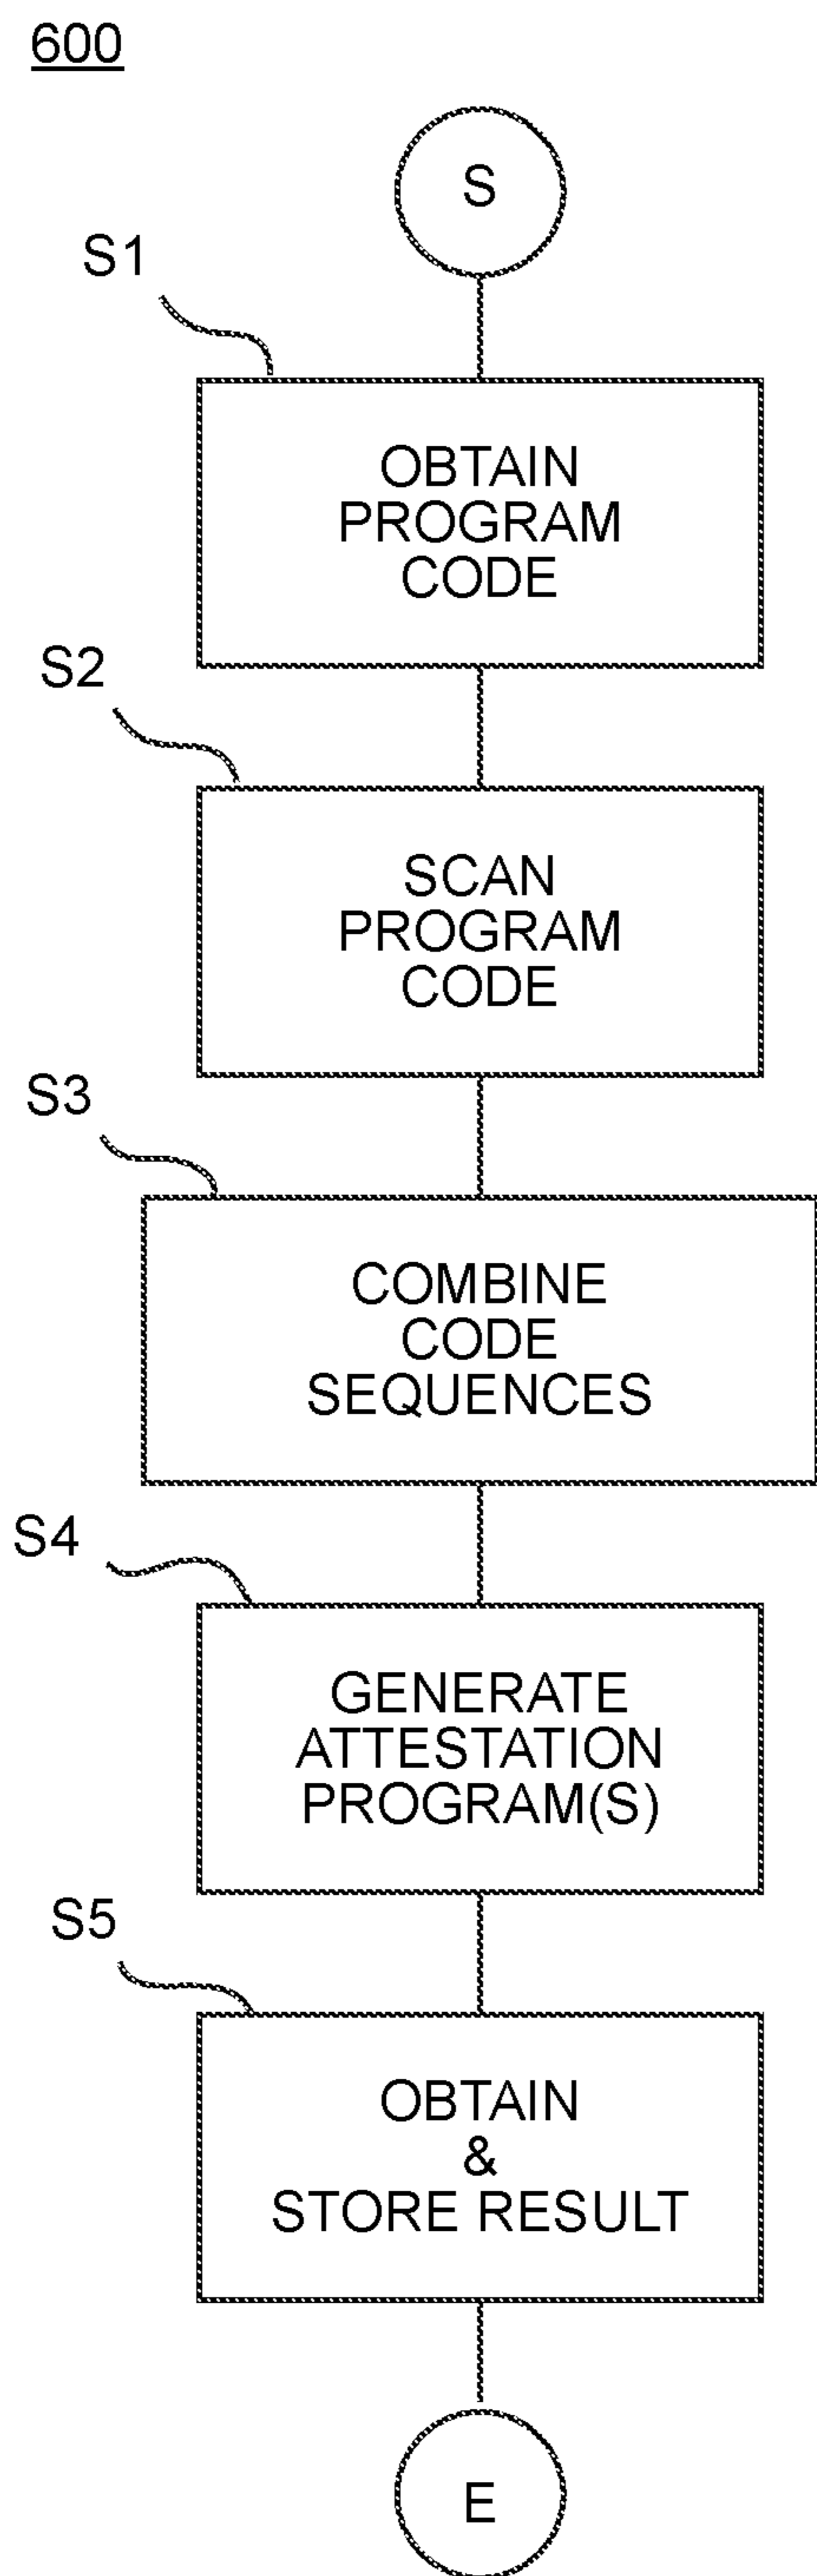 600
S
S1
OBTAIN
PROGRAM
CODE
S2
SCAN
PROGRAM
CODE
S3
COMBINE
CODE
SEQUENCES
S4
GENERATE
ATTESTATION
PROGRAM(S)
S5
OBTAIN
&
STORE RESULT
E